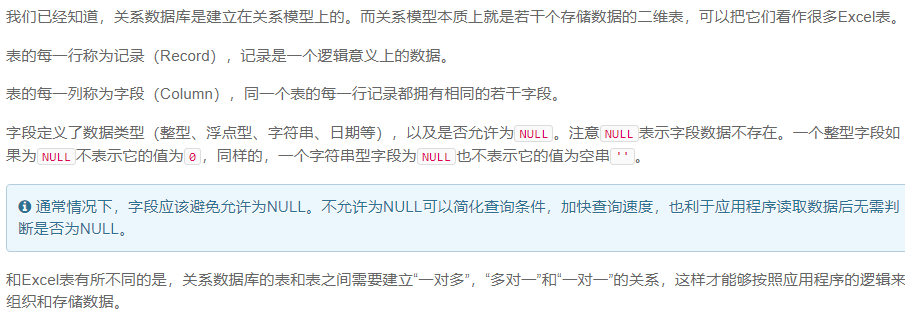 我们已经知道，关系数据库是建立在关系模型上的。而关系模型本质上就是若干个存储数据的二维表，可以把它们看作很多Excel表。
表的每一行称为记录（Record），记录是一个逻辑意义上的数据。
表的每一列称为字段（Column），同一个表的每一行记录都拥有相同的若干字段。
字段定义了数据类型（整型、浮点型、字符串、日期等），以及是否允许为NULL。注意NULL表示字段数据不存在。一个整型字段如
果为NULL不表示它的值为0，同样的，一个字符串型字段为NULL也不表示它的值为空串''。
通常情况下，字段应该避免允许为NULL。不允许为NULL可以简化查询条件，加快查询速度，也利于应用程序读取数据后无需判
断是否为NULL。
和Excel表有所不同的是，关系数据库的表和表之间需要建立“一对多”，“多对一”和“一对一”的关系，这样才能够按照应用程序的逻辑来
组织和存储数据。